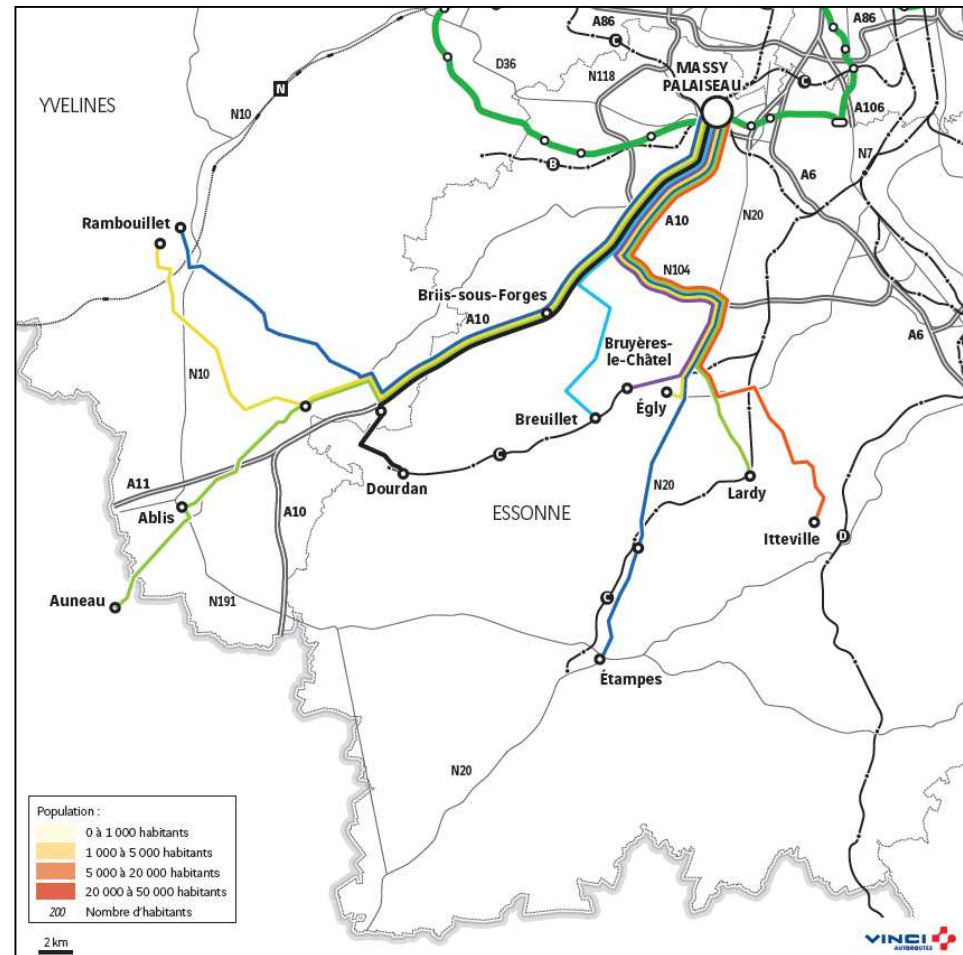 A86
A86
C
D36
N118
MASSY
PALAISEAU
C
N
YVELINES
N10
A106
B
N7
A6
Rambouillet
A10
N20
N104
Briis-sous-Forges
A10
A6
Bruyères-
le-Châtel
N10
Égly
Breuillet
C
A11
Dourdan
N20
Lardy
Ablis
A10
ESSONNE
Itteville
D
Auneau
N191
C
Étampes
N20
Population :
0 à 1 000 habitants
1 000 à 5 000 habitants
5 000 à 20 000 habitants
20 000 à 50 000 habitants
200 Nombre d'habitants
2 km
VINCI
AUTOROUTES